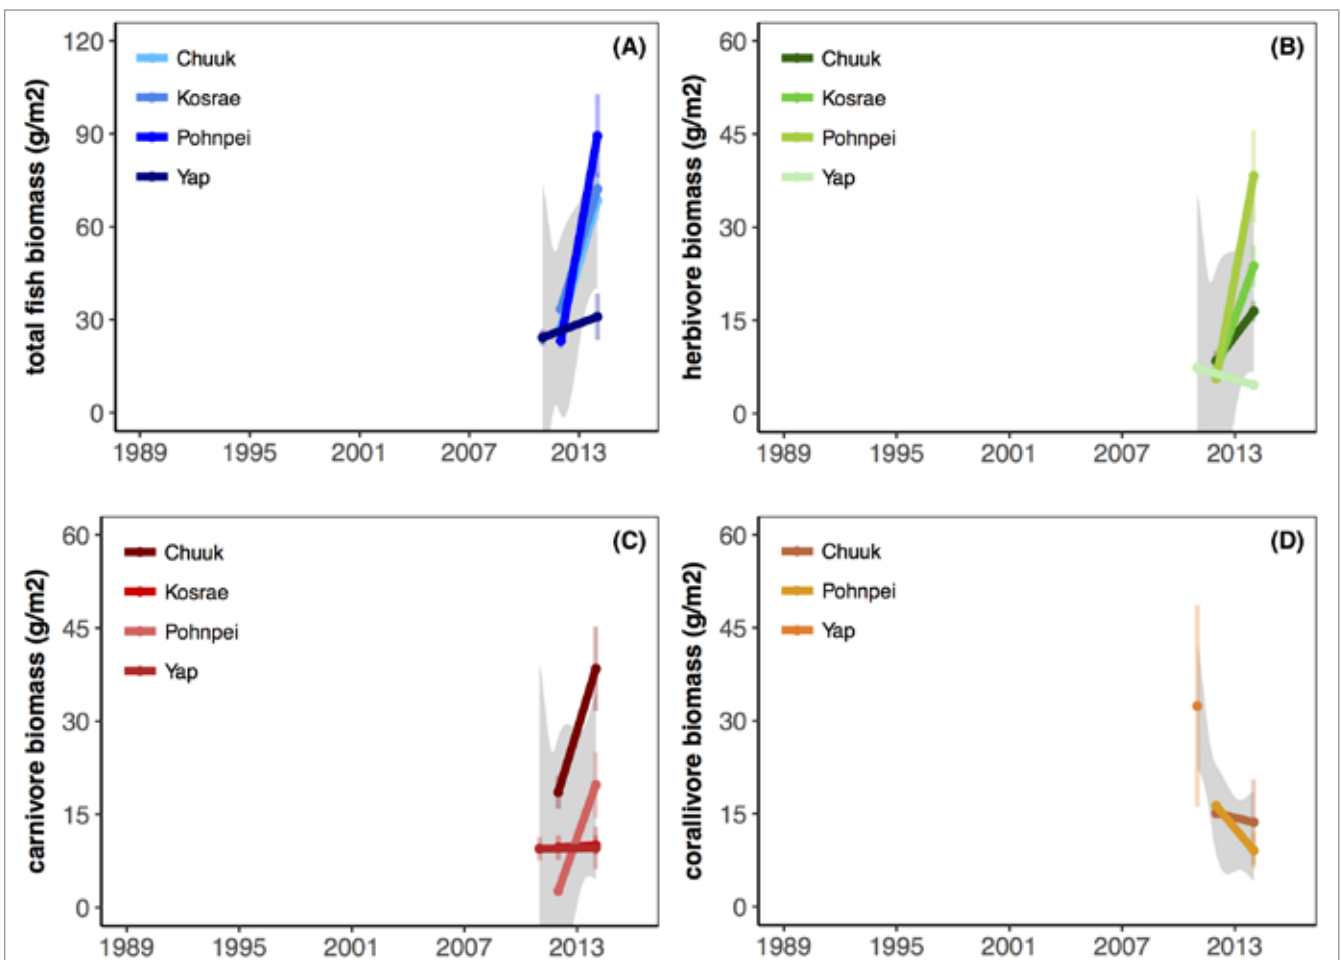 (A)
total fish biomass (g/m2)
120
90
60
30
0
Chuuk
Kosrae
Pohnpei
Yap
1989 1995 2001 2007 2013
(B)
herbivore biomass (g/m2)
60
45
30
15
0
Chuuk
Kosrae
Pohnpei
Yap
1989 1995 2001 2007 2013
(C)
carnivore biomass (g/m2)
60
45
30
15
0
Chuuk
Kosrae
Pohnpei
Yap
1989 1995 2001 2007 2013
(D)
corallivore biomass (g/m2)
60
45
30
15
0
Chuuk
Pohnpei
Yap
1989 1995 2001 2007 2013